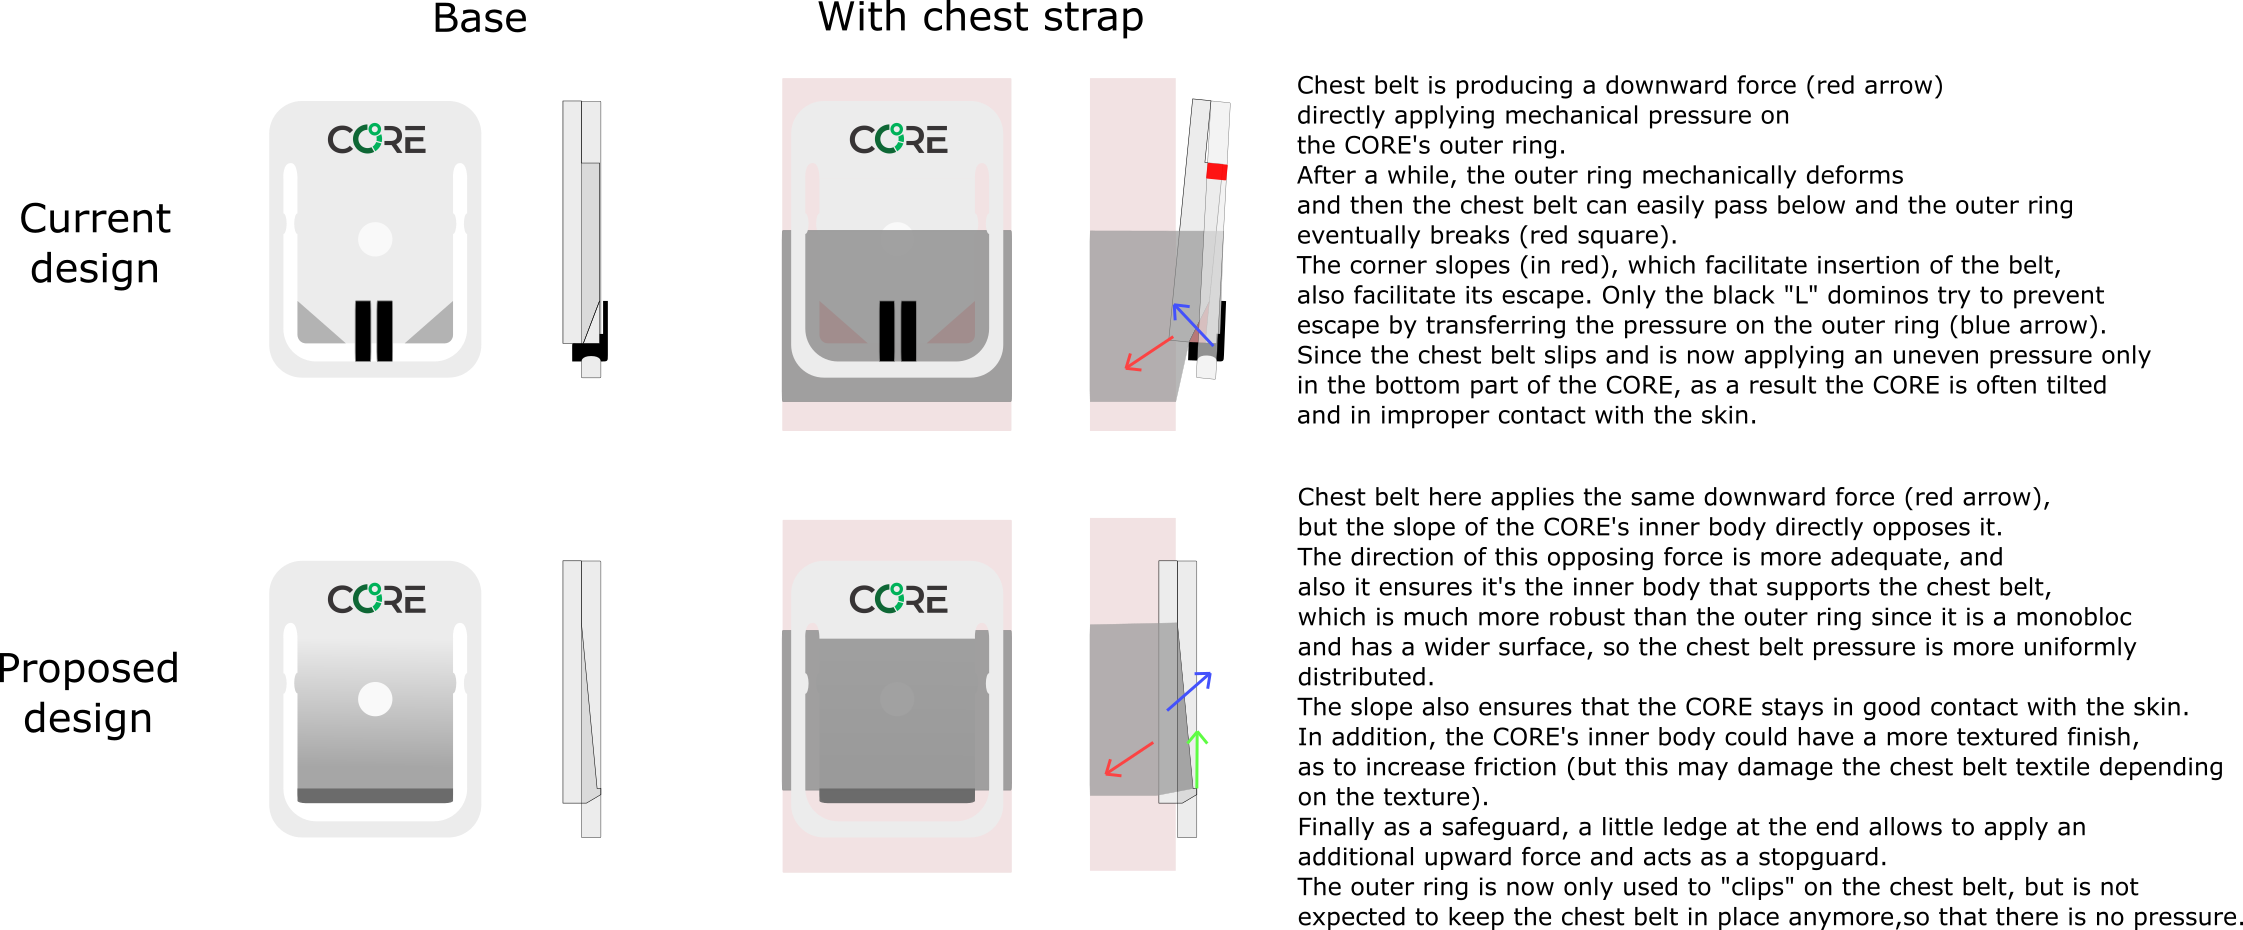 Base
With chest strap
Current
design
CORE
CORE
Chest belt is producing a downward force (red arrow)
directly applying mechanical pressure on
the CORE's outer ring.
After a while, the outer ring mechanically deforms
and then the chest belt can easily pass below and the outer ring
eventually breaks (red square).
The corner slopes (in red), which facilitate insertion of the belt,
also facilitate its escape. Only the black "L" dominos try to prevent
escape by transferring the pressure on the outer ring (blue arrow).
Since the chest belt slips and is now applying an uneven pressure only
in the bottom part of the CORE, as a result the CORE is often tilted
and in improper contact with the skin.
Proposed
design
CORE
CORE
Chest belt here applies the same downward force (red arrow),
but the slope of the CORE's inner body directly opposes it.
The direction of this opposing force is more adequate, and
also it ensures it's the inner body that supports the chest belt,
which is much more robust than the outer ring since it is a monobloc
and has a wider surface, so the chest belt pressure is more uniformly
distributed.
The slope also ensures that the CORE stays in good contact with the skin.
In addition, the CORE's inner body could have a more textured finish,
as to increase friction (but this may damage the chest belt textile depending
on the texture).
Finally as a safeguard, a little ledge at the end allows to apply an
additional upward force and acts as a stopguard.
The outer ring is now only used to "clips" on the chest belt, but is not
expected to keep the chest belt in place anymore,so that there is no pressure.